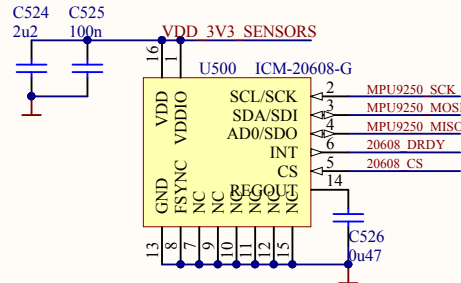 C524
C525
2u2
100n
VDD_3V3_SENSORS
16
1
U500
ICM-20608-G
VDD
VDDIO
SCL/SCK
2
MPU9250_SCK
SDA/SDI
3
MPU9250_MOSI
AD0/SDO
4
MPU9250_MISO
INT
6
20608_DRDY
CS
5
20608_CS
REGOUT
14
GND
FSYNC
NC
NC
NC
NC
NC
NC
13
8
7
9
10
11
12
15
C526
0u47